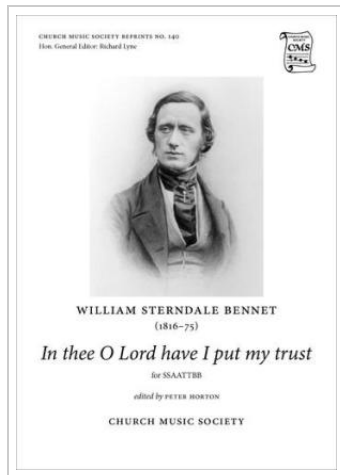 CHURCH MUSIC SOCIETY REPRINTS NO. 140
Hon. General Editor: Richard Lyne
CMS
WILLIAM STERNDALE BENNET
(1816–75)
In thee O Lord have I put my trust
for SSAATTBB
edited by PETER HORTON
CHURCH MUSIC SOCIETY